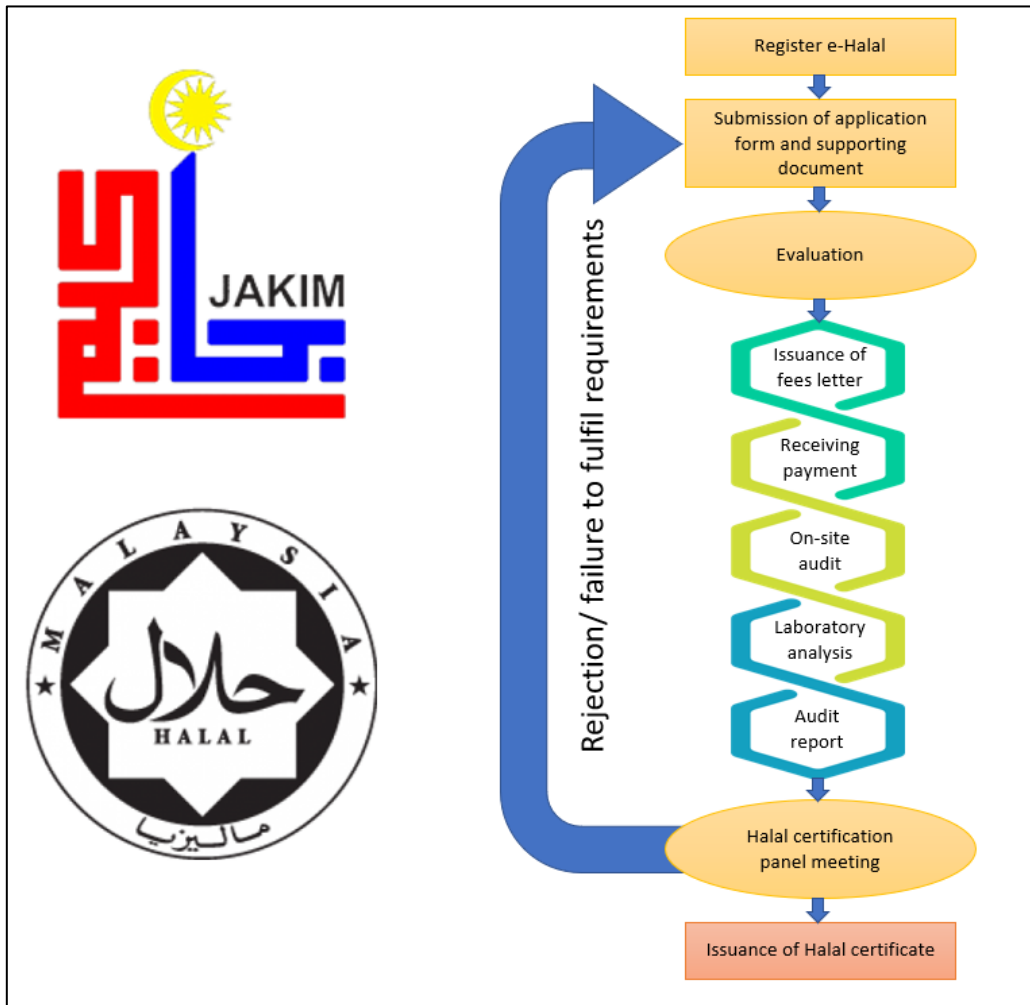 JAKIM
جاكيم
MALAYSIA
حلال
HALAL
ماليزيا
Register e-Halal
Submission of application
form and supporting
document
Evaluation
Issuance of
fees letter
Receiving
payment
On-site
audit
Laboratory
analysis
Audit
report
Halal certification
panel meeting
Issuance of Halal certificate
Rejection/ failure to fulfil requirements